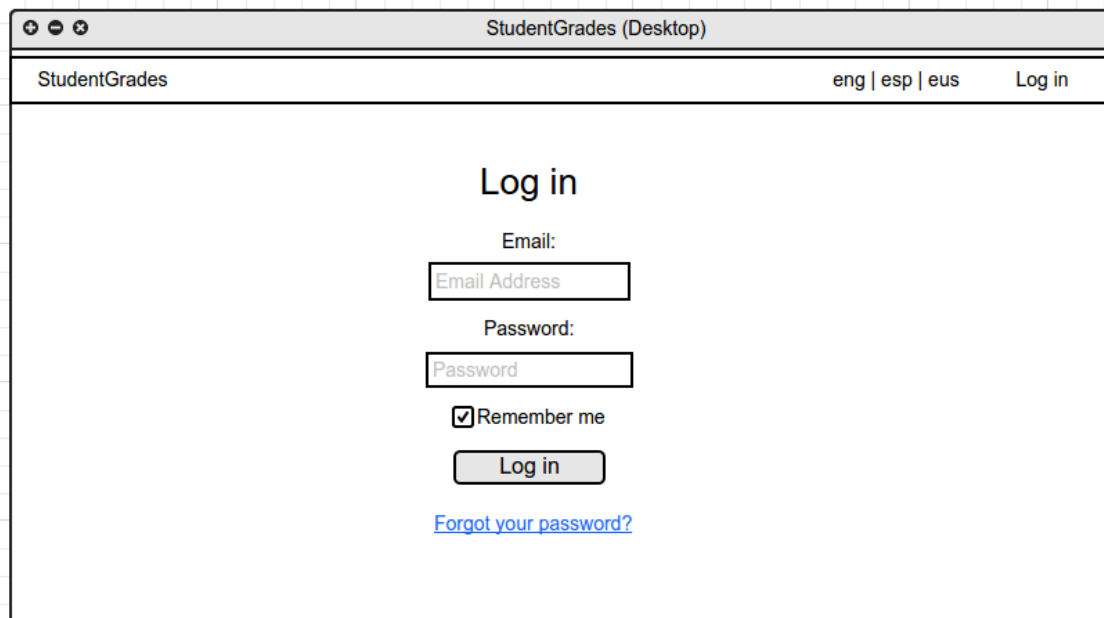 StudentGrades (Desktop)
StudentGrades eng | esp | eus Log in
Log in
Email:
Email Address
Password:
Password
Remember me
Log in
Forgot your password?